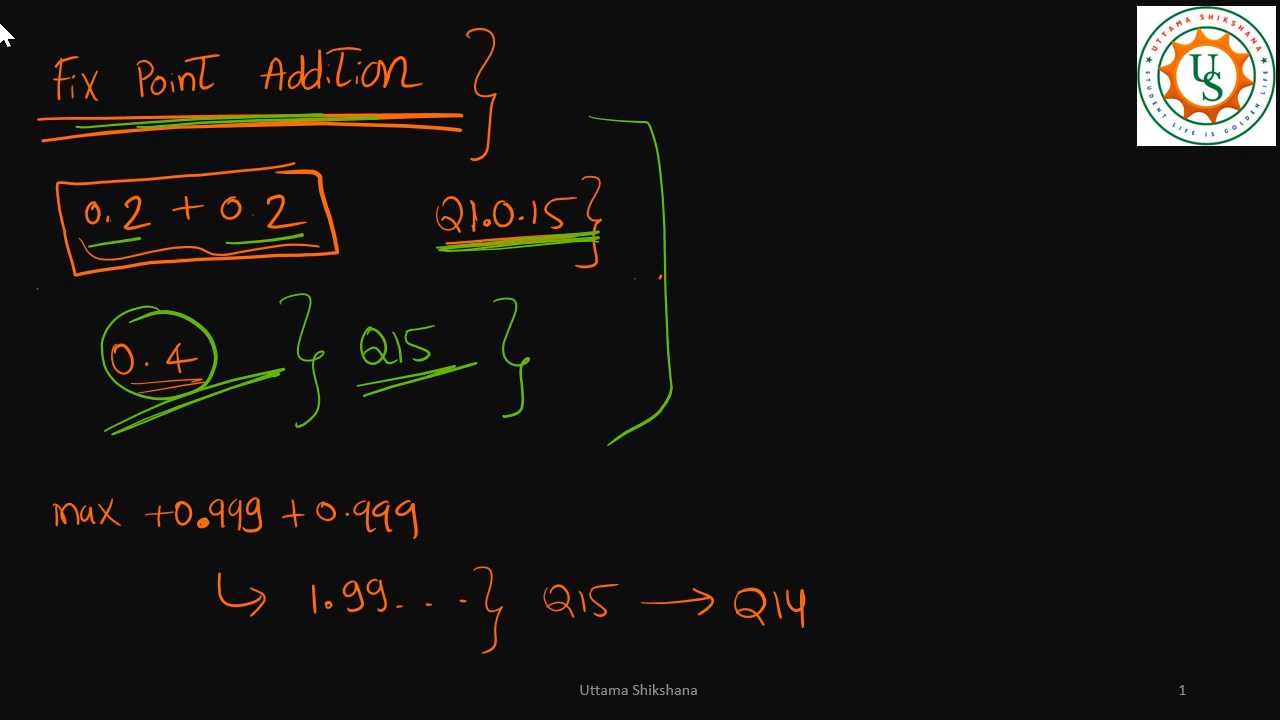 Fix Point Addition }
0.2 + 0.2 Q1.0.15 }
0.4 } Q15 }
max +0.999 + 0.999
↳ 1.99... } Q15 → Q14
Uttama Shikshana
1
UTTAMA SHIKSHANA
US
STUDENT LIFE IS GOLDEN LIFE